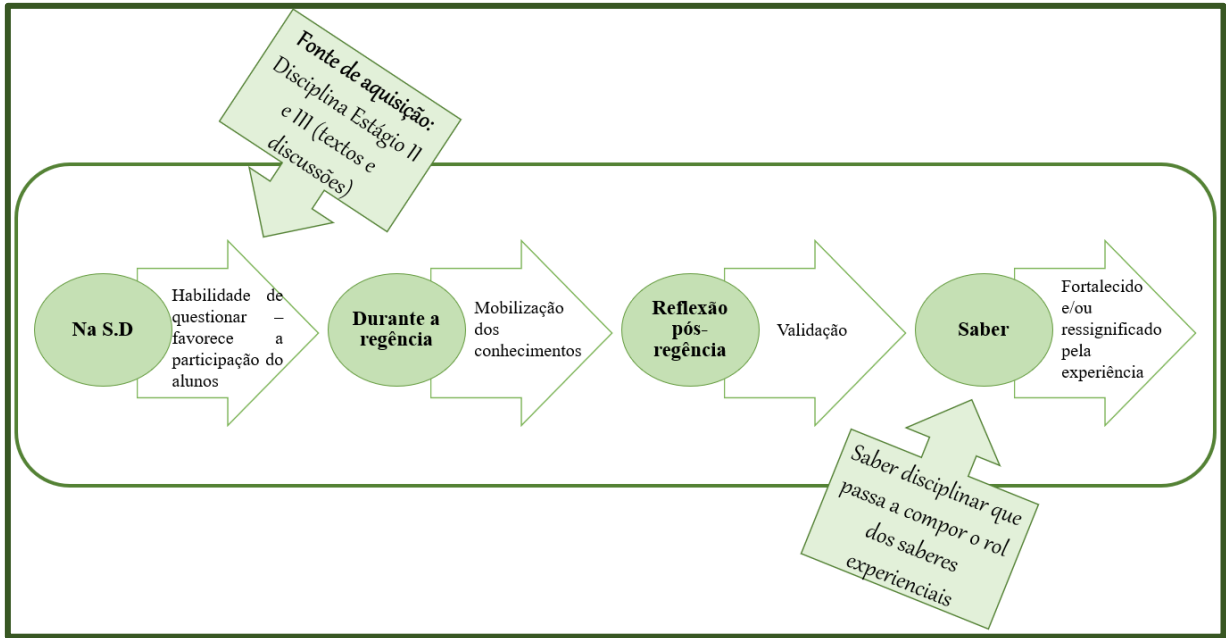 Fonte de aquisição:
Disciplina Estágio II
e III (textos e
discussões)
Na S.D
Habilidade de
questionar –
favorece a
participação do
alunos
Durante a
regência
Mobilização
dos
conhecimentos
Reflexão
pós-
regência
Validação
Saber
Fortalecido
e/ou
ressignificado
pela
experiência
Saber disciplinar que
passa a compor o rol
dos saberes
experienciais